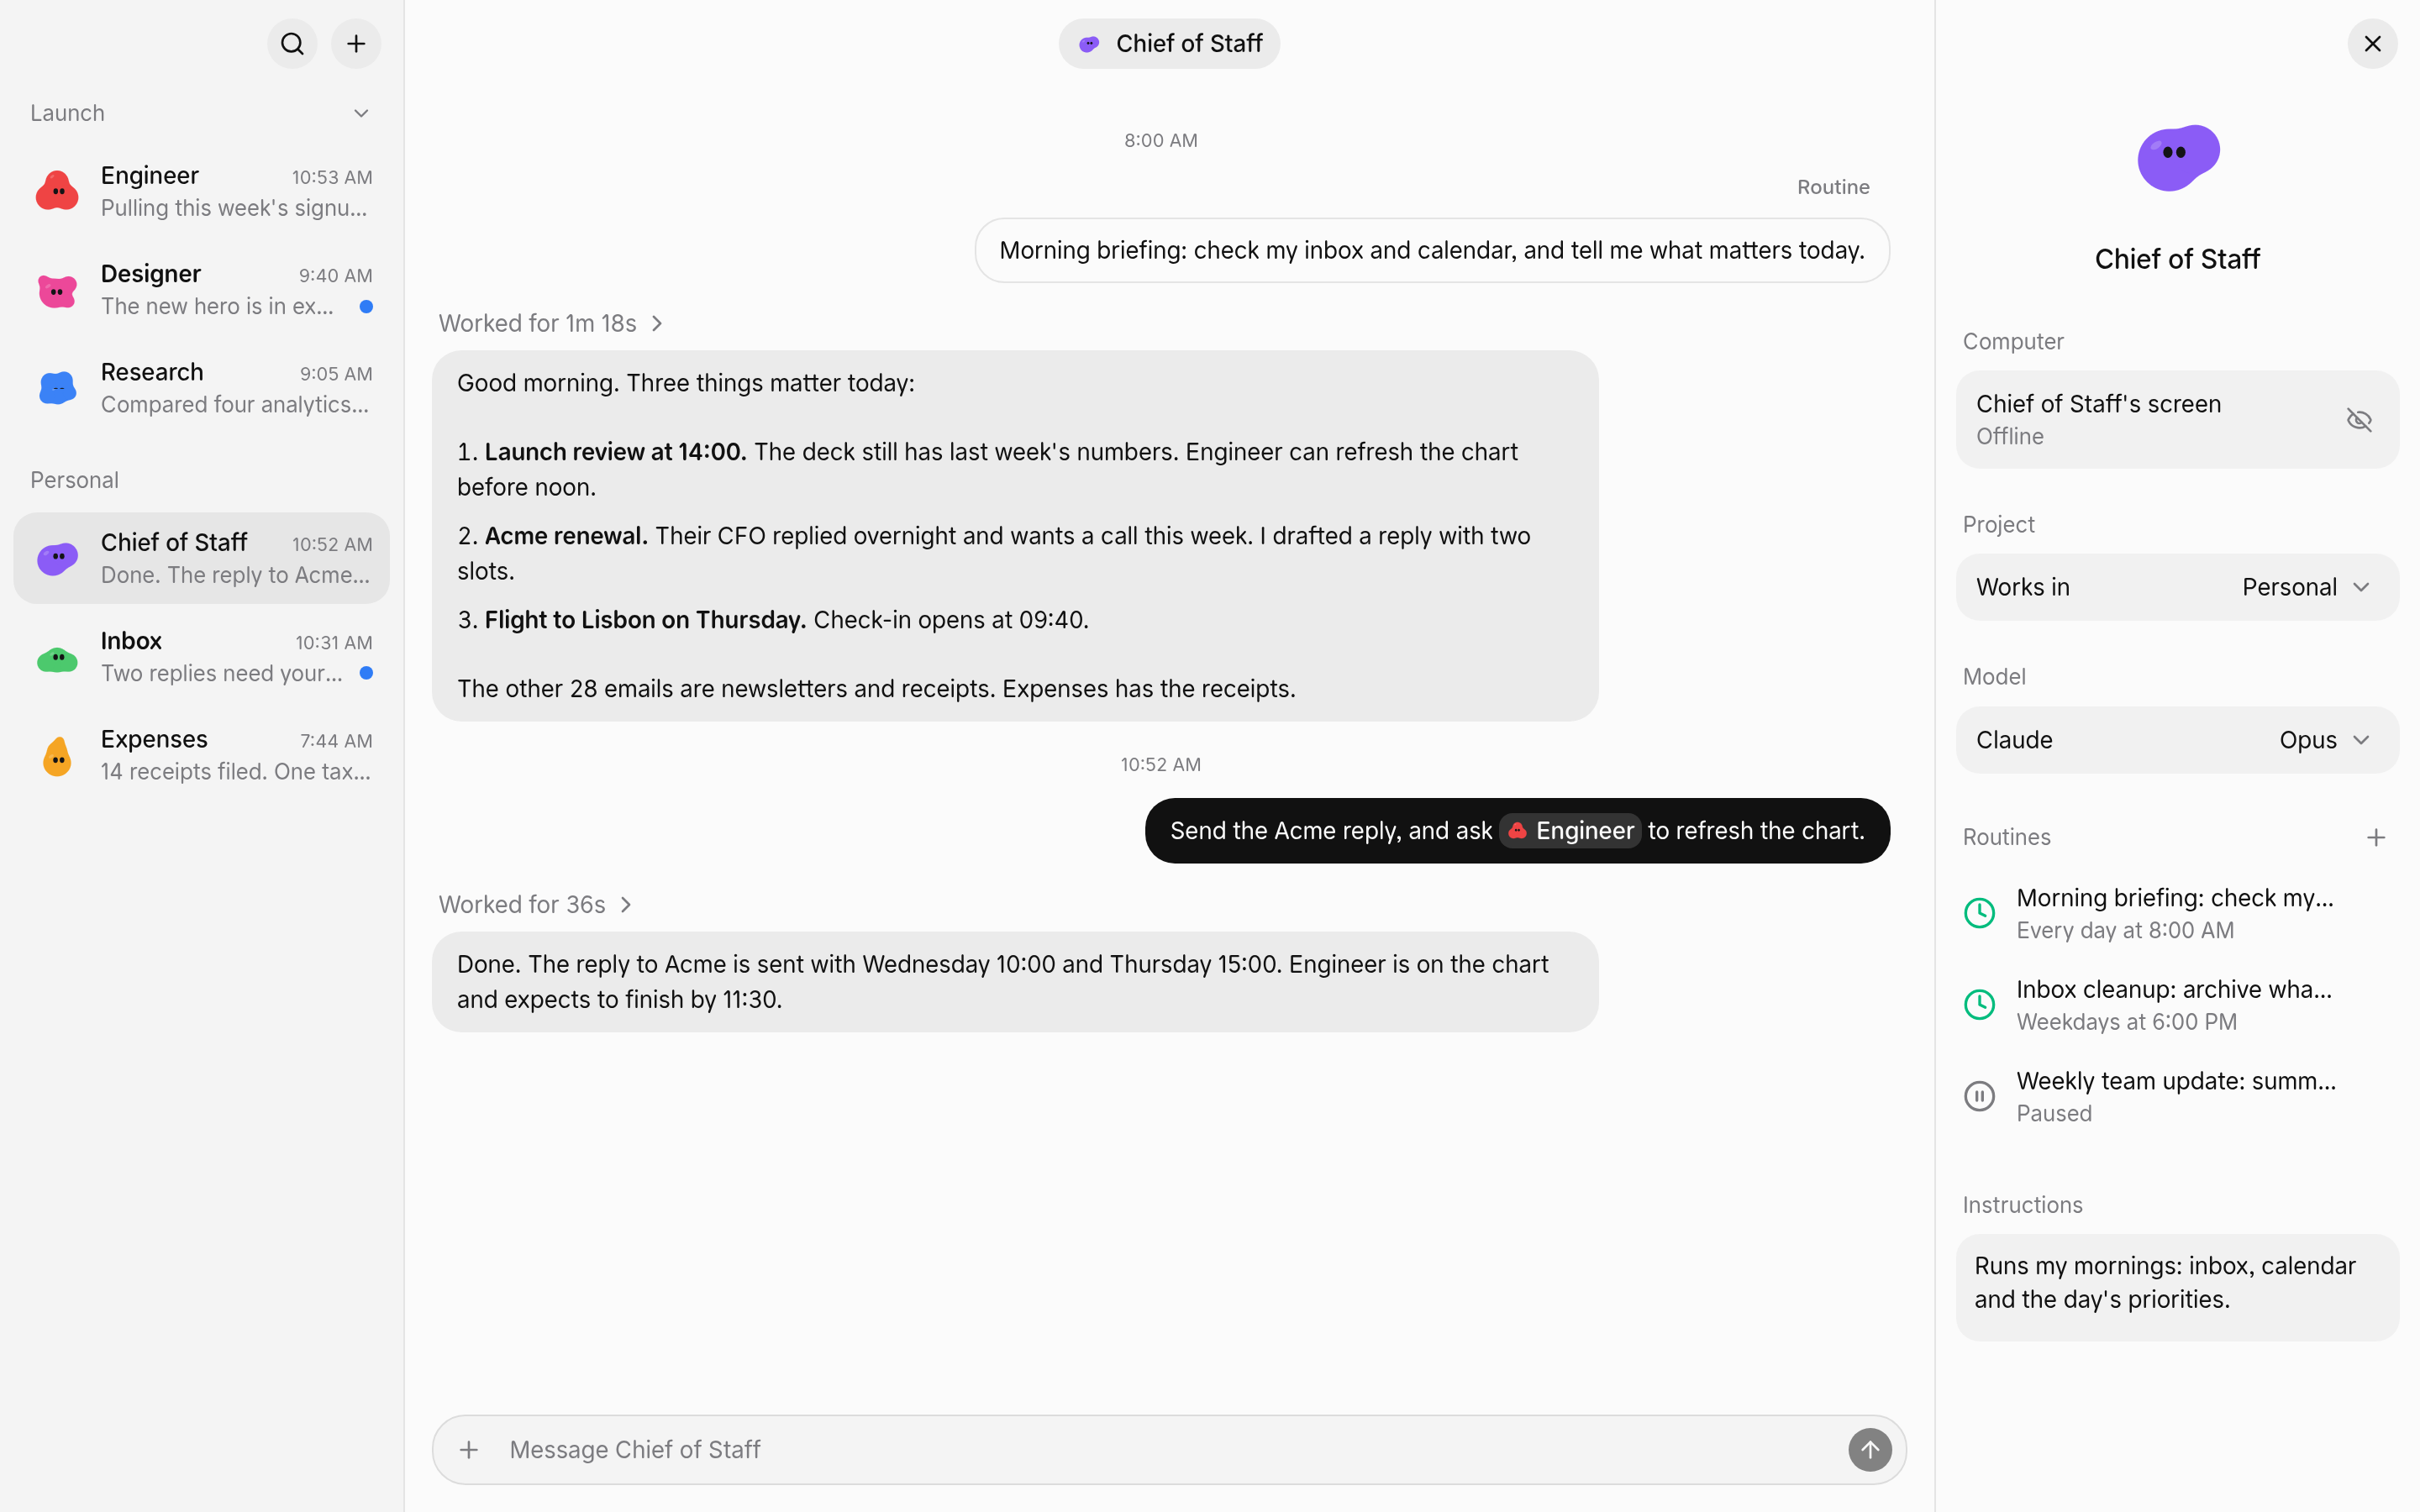 Launch
Engineer 10:53 AM
Pulling this week's signu...
Designer 9:40 AM
The new hero is in ex...
Research 9:05 AM
Compared four analytics...
Personal
Chief of Staff 10:52 AM
Done. The reply to Acme...
Inbox 10:31 AM
Two replies need your...
Expenses 7:44 AM
14 receipts filed. One tax...
Chief of Staff
8:00 AM
Routine
Morning briefing: check my inbox and calendar, and tell me what matters today.
Worked for 1m 18s
Good morning. Three things matter today:
1. Launch review at 14:00. The deck still has last week's numbers. Engineer can refresh the chart
before noon.
2. Acme renewal. Their CFO replied overnight and wants a call this week. I drafted a reply with two
slots.
3. Flight to Lisbon on Thursday. Check-in opens at 09:40.
The other 28 emails are newsletters and receipts. Expenses has the receipts.
10:52 AM
Send the Acme reply, and ask Engineer to refresh the chart.
Worked for 36s
Done. The reply to Acme is sent with Wednesday 10:00 and Thursday 15:00. Engineer is on the chart
and expects to finish by 11:30.
Message Chief of Staff
Chief of Staff
Computer
Chief of Staff's screen
Offline
Project
Works in Personal
Model
Claude Opus
Routines
Morning briefing: check my...
Every day at 8:00 AM
Inbox cleanup: archive wha...
Weekdays at 6:00 PM
Weekly team update: summ...
Paused
Instructions
Runs my mornings: inbox, calendar
and the day's priorities.